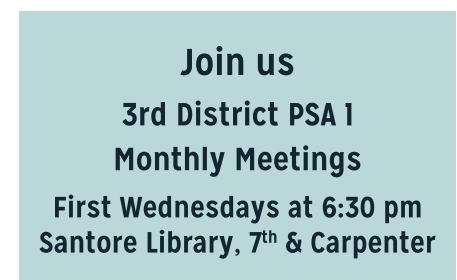 Join us
3rd District PSA 1
Monthly Meetings
First Wednesdays at 6:30 pm
Santore Library, 7th & Carpenter